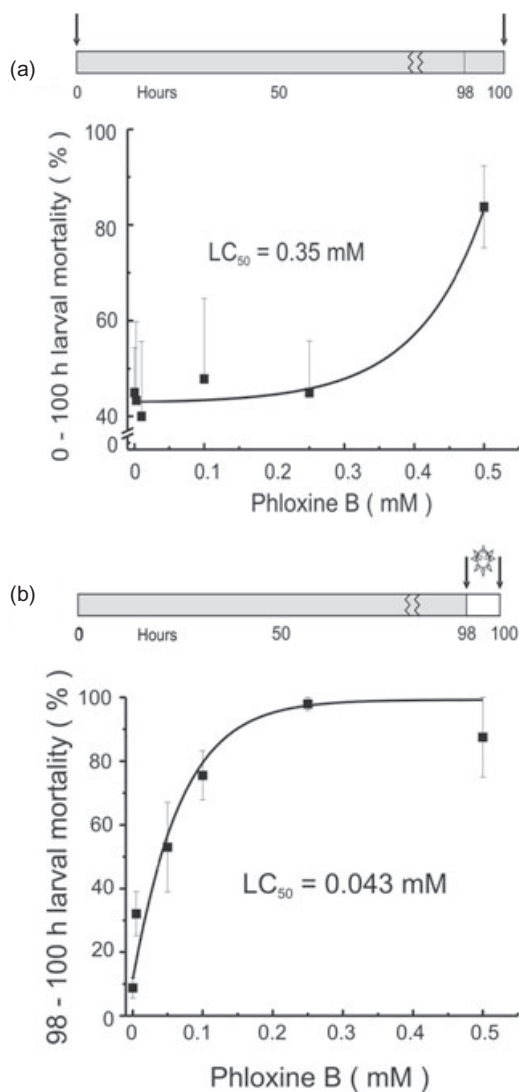 (a)
0 Hours 50 98 100
100
80
60
40
0
0 - 100 h larval mortality ( % )
LC50 = 0.35 mM
0 0.1 0.2 0.3 0.4 0.5
Phloxine B ( mM )
(b)
0 Hours 50 98 100
100
80
60
40
20
0
98 - 100 h larval mortality ( % )
LC50 = 0.043 mM
0 0.1 0.2 0.3 0.4 0.5
Phloxine B ( mM )